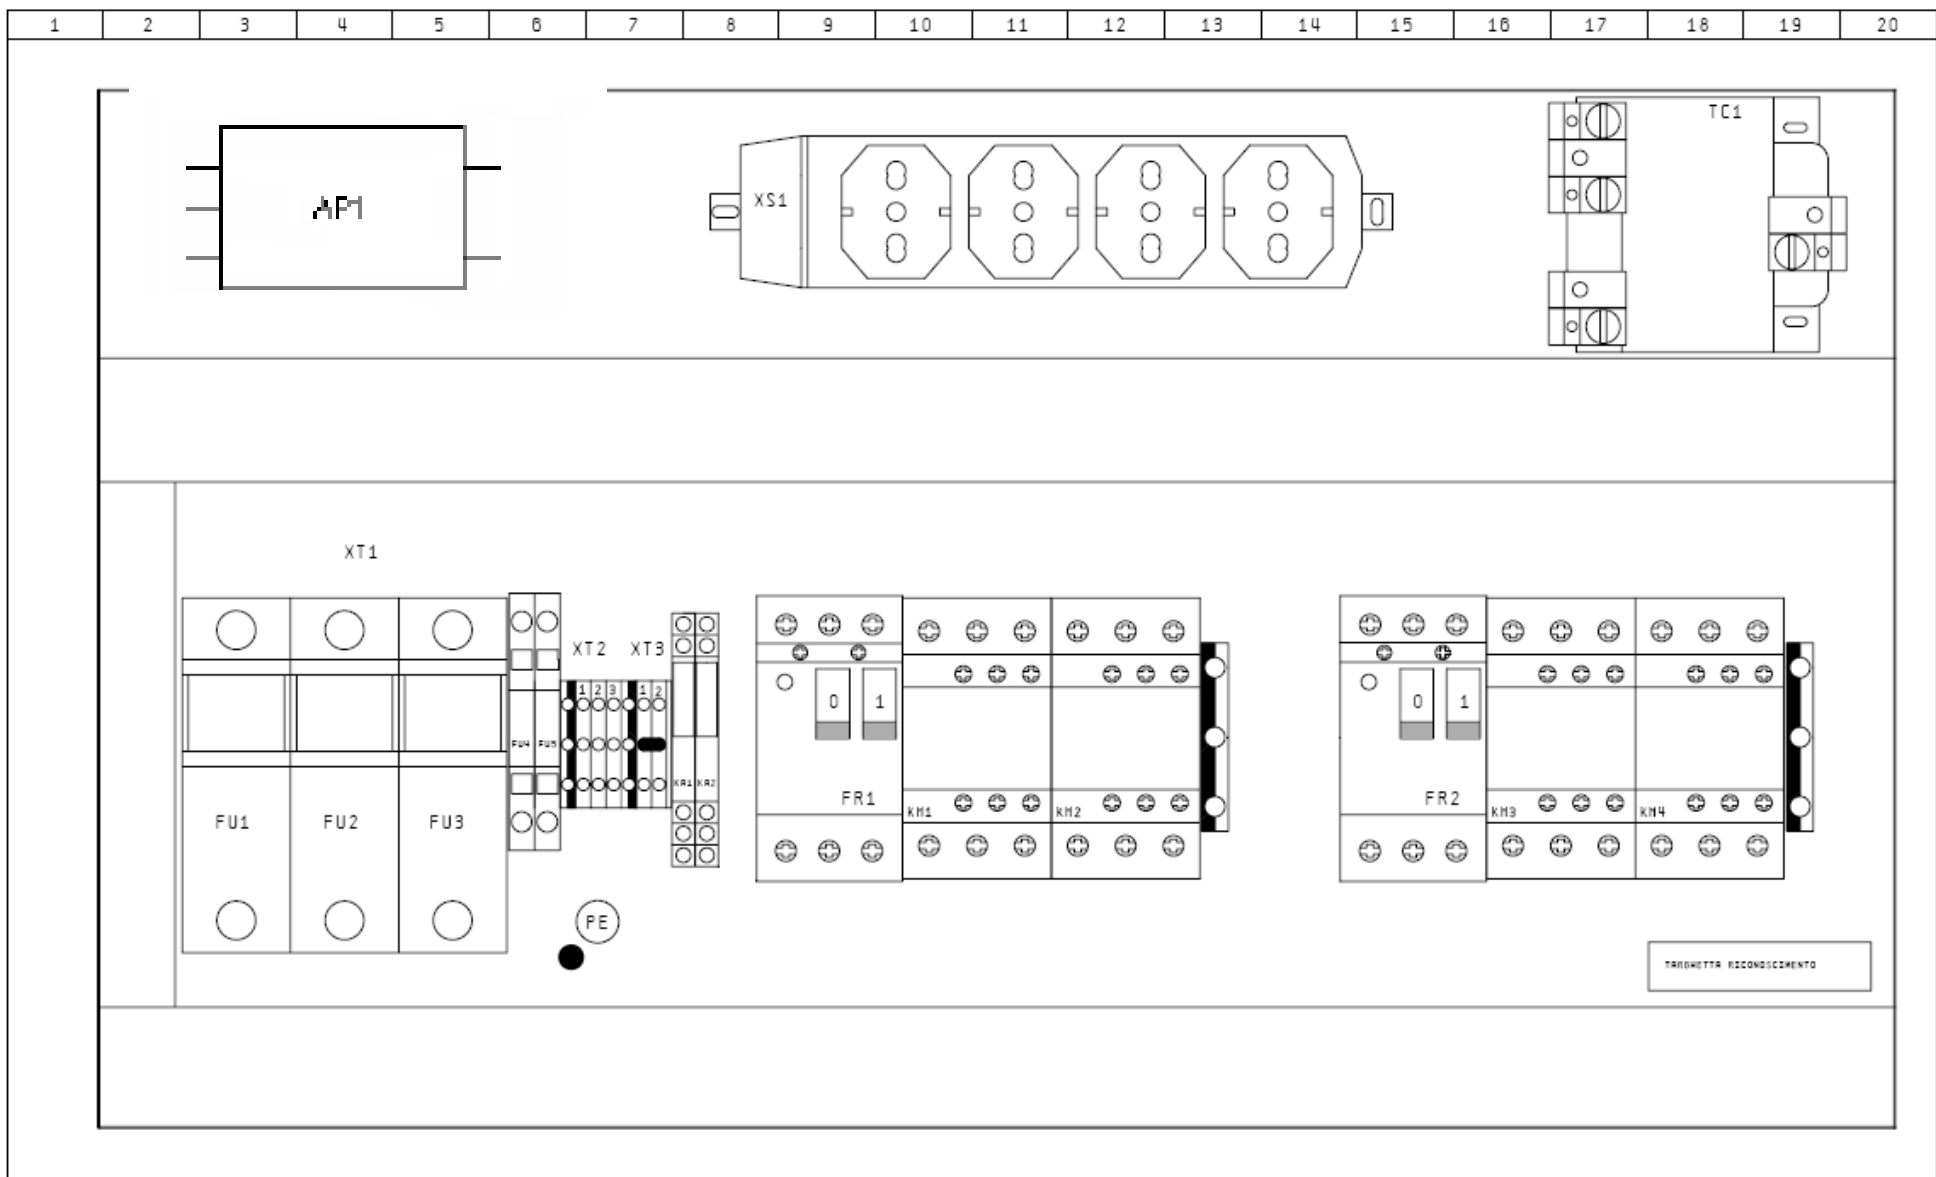 1 2 3 4 5 6 7 8 9 10 11 12 13 14 15 16 17 18 19 20
AP1
XS1
TC1
XT1
XT2 XT3
1 2 3 1 2
FU4 FU5
KA1 KA2
FU1 FU2 FU3
0 1
FR1
KM1 KM2
0 1
FR2
KM3 KM4
PE
TARGHETTA RICONOSCIMENTO